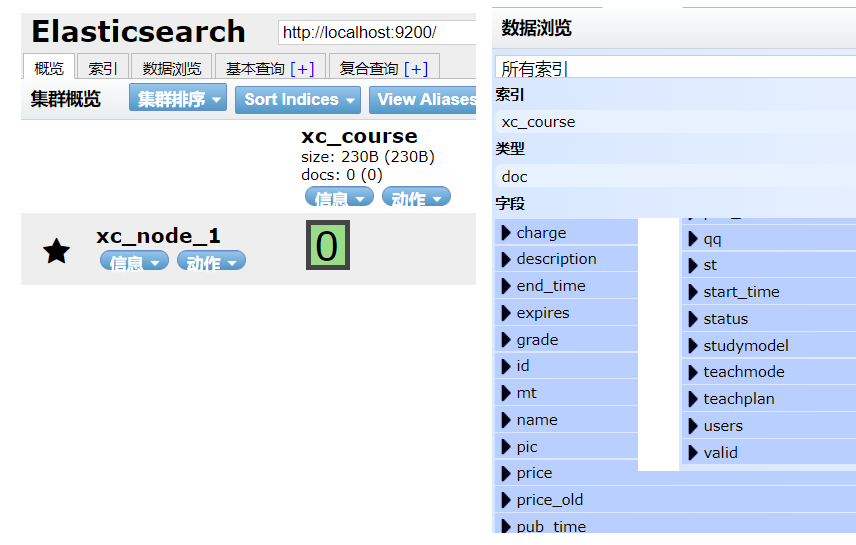 Elasticsearch
http://localhost:9200/
概览
索引
数据浏览
基本查询 [+]
复合查询 [+]
集群概览
集群排序
Sort Indices
View Aliases
xc_course
size: 230B (230B)
docs: 0 (0)
信息
动作
xc_node_1
信息
动作
0
数据浏览
所有索引
索引
xc_course
类型
doc
字段
charge
description
end_time
expires
grade
id
mt
name
pic
price
price_old
pub_time
qq
st
start_time
status
studymodel
teachmode
teachplan
users
valid